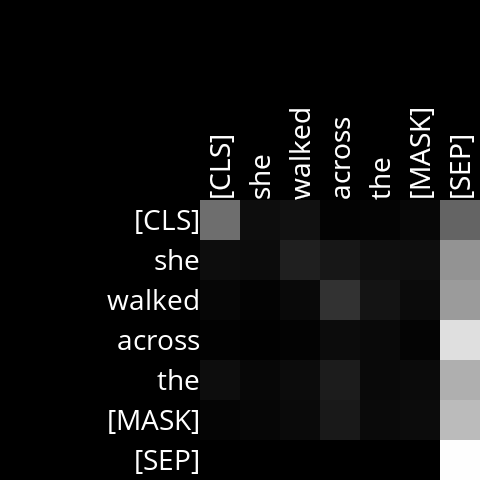 [CLS]
she
walked
across
the
[MASK]
[SEP]
[CLS]
she
walked
across
the
[MASK]
[SEP]